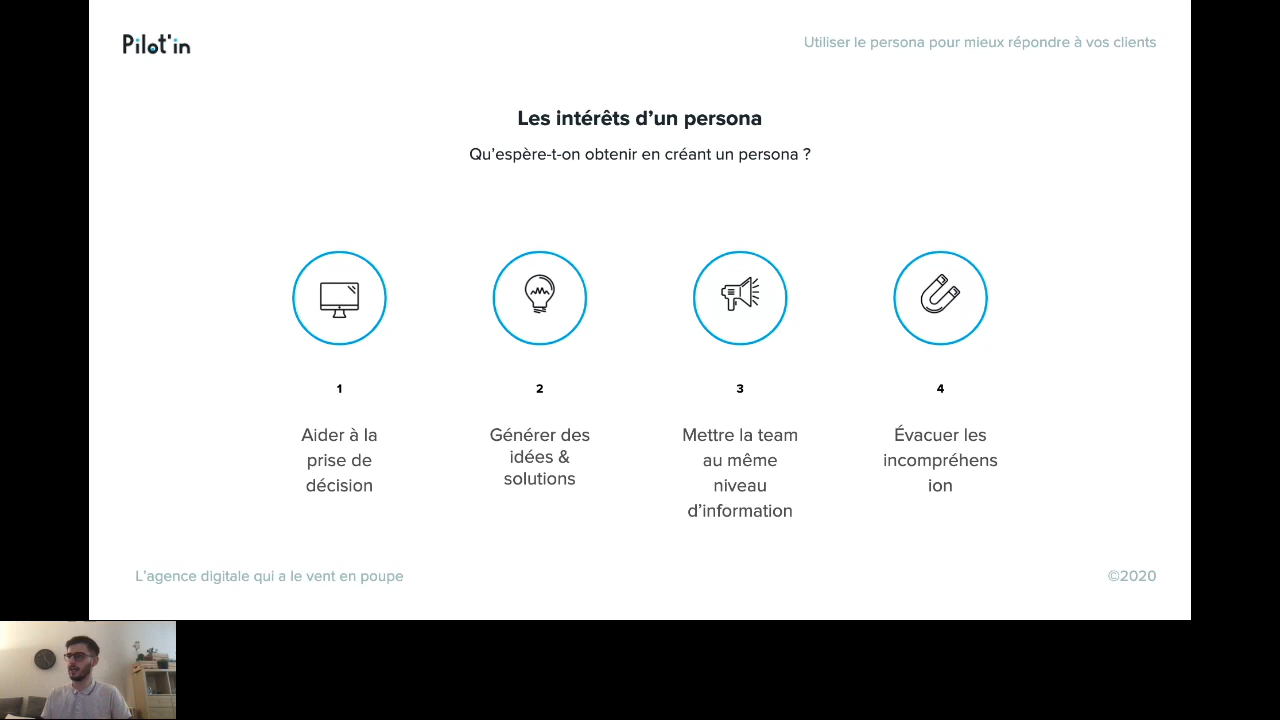 Pilot'in
Utiliser le persona pour mieux répondre à vos clients
Les intérêts d’un persona
Qu’espère-t-on obtenir en créant un persona ?
1
Aider à la
prise de
décision
2
Générer des
idées &
solutions
3
Mettre la team
au même
niveau
d’information
4
Évacuer les
incompréhens
ion
L’agence digitale qui a le vent en poupe
©2020